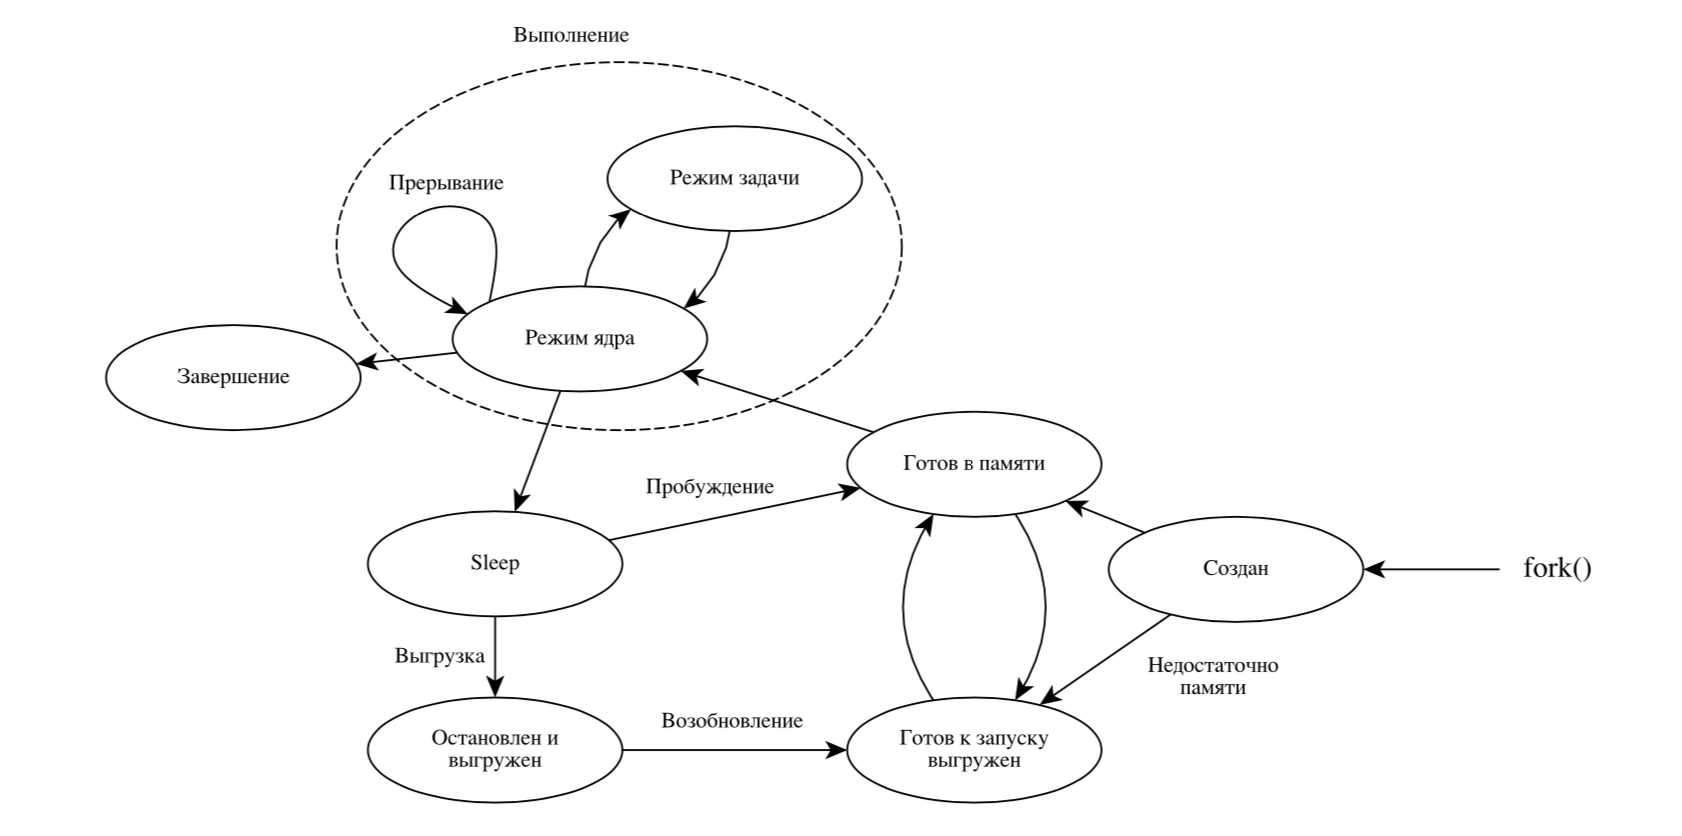 Выполнение
Режим задачи
Прерывание
Режим ядра
Завершение
Готов в памяти
Пробуждение
Sleep
Создан
fork()
Выгрузка
Недостаточно
памяти
Возобновление
Остановлен и
выгружен
Готов к запуску
выгружен